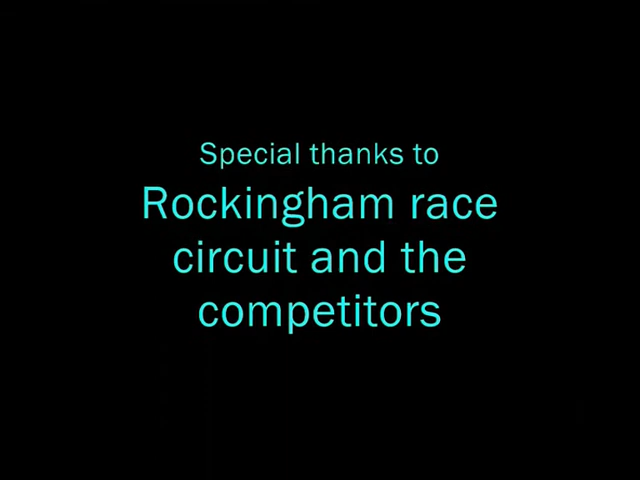 Special thanks to
Rockingham race
circuit and the
competitors